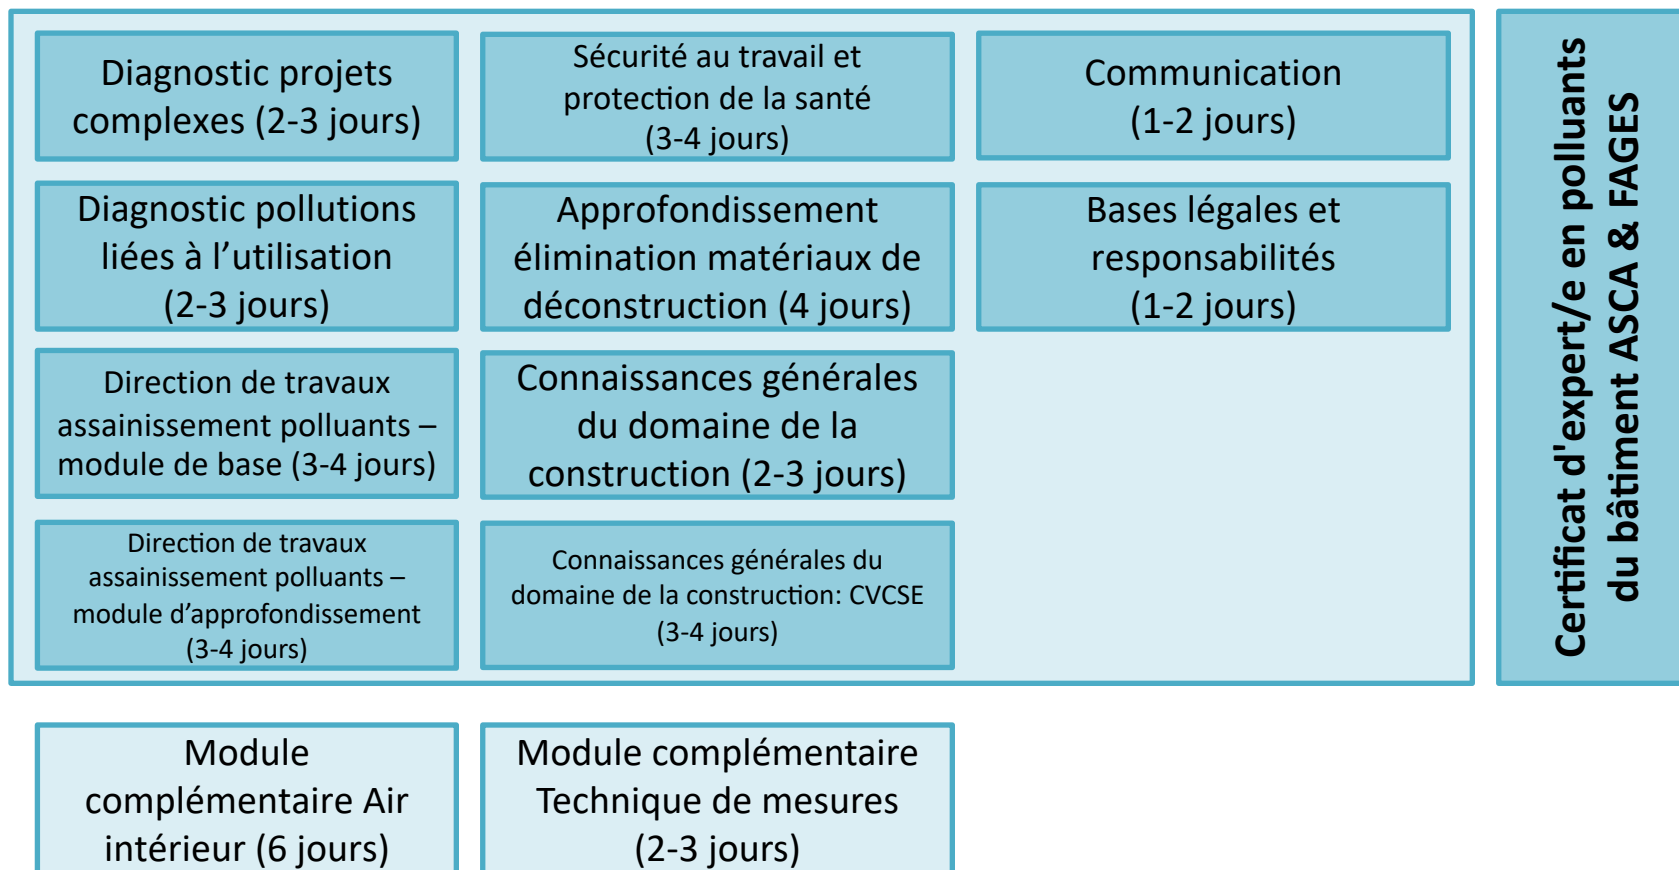 Diagnostic projets
complexes (2-3 jours)
Sécurité au travail et
protection de la santé
(3-4 jours)
Communication
(1-2 jours)
Diagnostic pollutions
liées à l’utilisation
(2-3 jours)
Approfondissement
élimination matériaux de
déconstruction (4 jours)
Bases légales et
responsabilités
(1-2 jours)
Direction de travaux
assainissement polluants –
module de base (3-4 jours)
Connaissances générales
du domaine de la
construction (2-3 jours)
Direction de travaux
assainissement polluants –
module d’approfondissement
(3-4 jours)
Connaissances générales du
domaine de la construction: CVCSE
(3-4 jours)
Certificat d'expert/e en polluants
du bâtiment ASCA & FAGES
Module
complémentaire Air
intérieur (6 jours)
Module complémentaire
Technique de mesures
(2-3 jours)